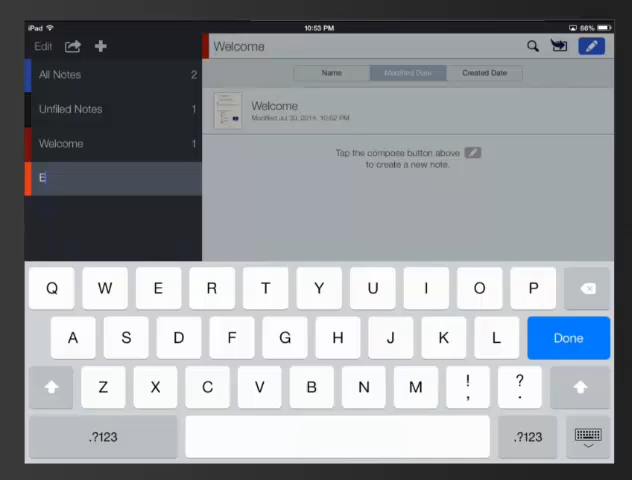 iPad 10:53 PM 66%
Edit Welcome
All Notes 2
Unfiled Notes 1
Welcome 1
E
Name Modified Date Created Date
Welcome
Modified Jul 30, 2014, 10:52 PM
Tap the compose button above
to create a new note.
Q W E R T Y U I O P
A S D F G H J K L Done
Z X C V B N M ! , ? .
.?123 .?123